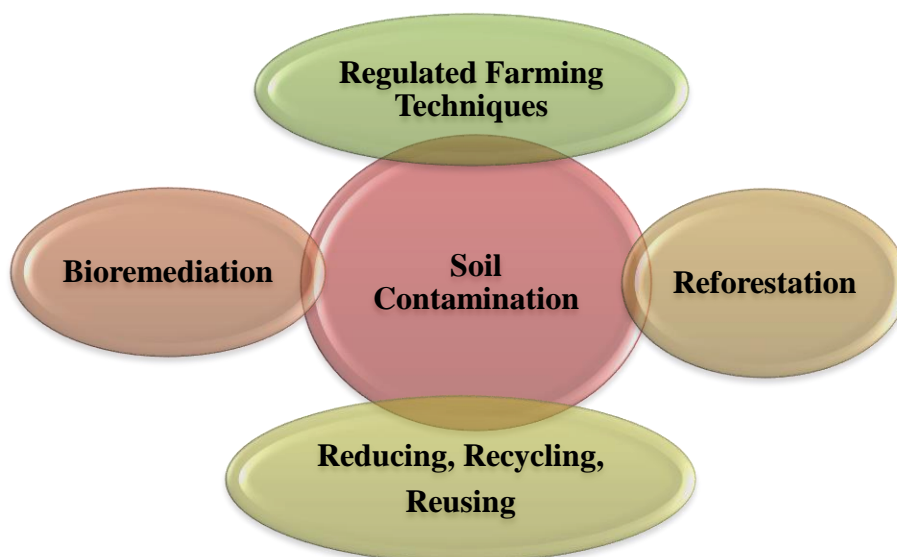 Regulated Farming
Techniques
Bioremediation
Soil
Contamination
Reforestation
Reducing, Recycling,
Reusing